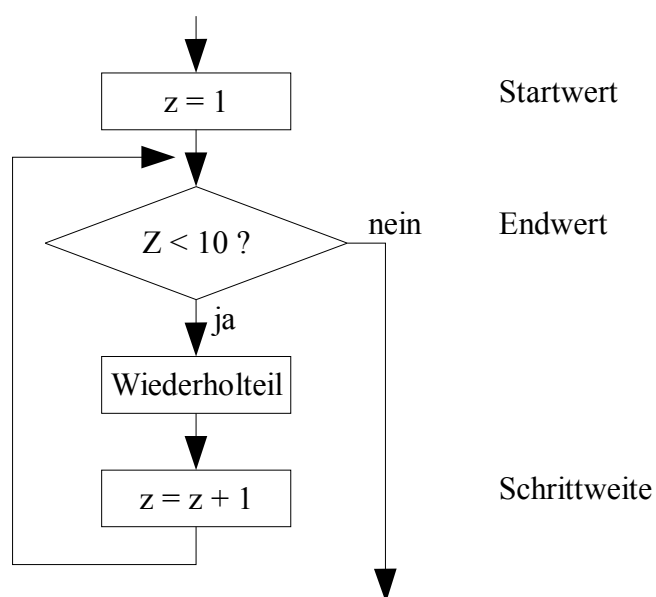 z = 1
Startwert
Z < 10 ?
nein
Endwert
ja
Wiederholteil
z = z + 1
Schrittweite